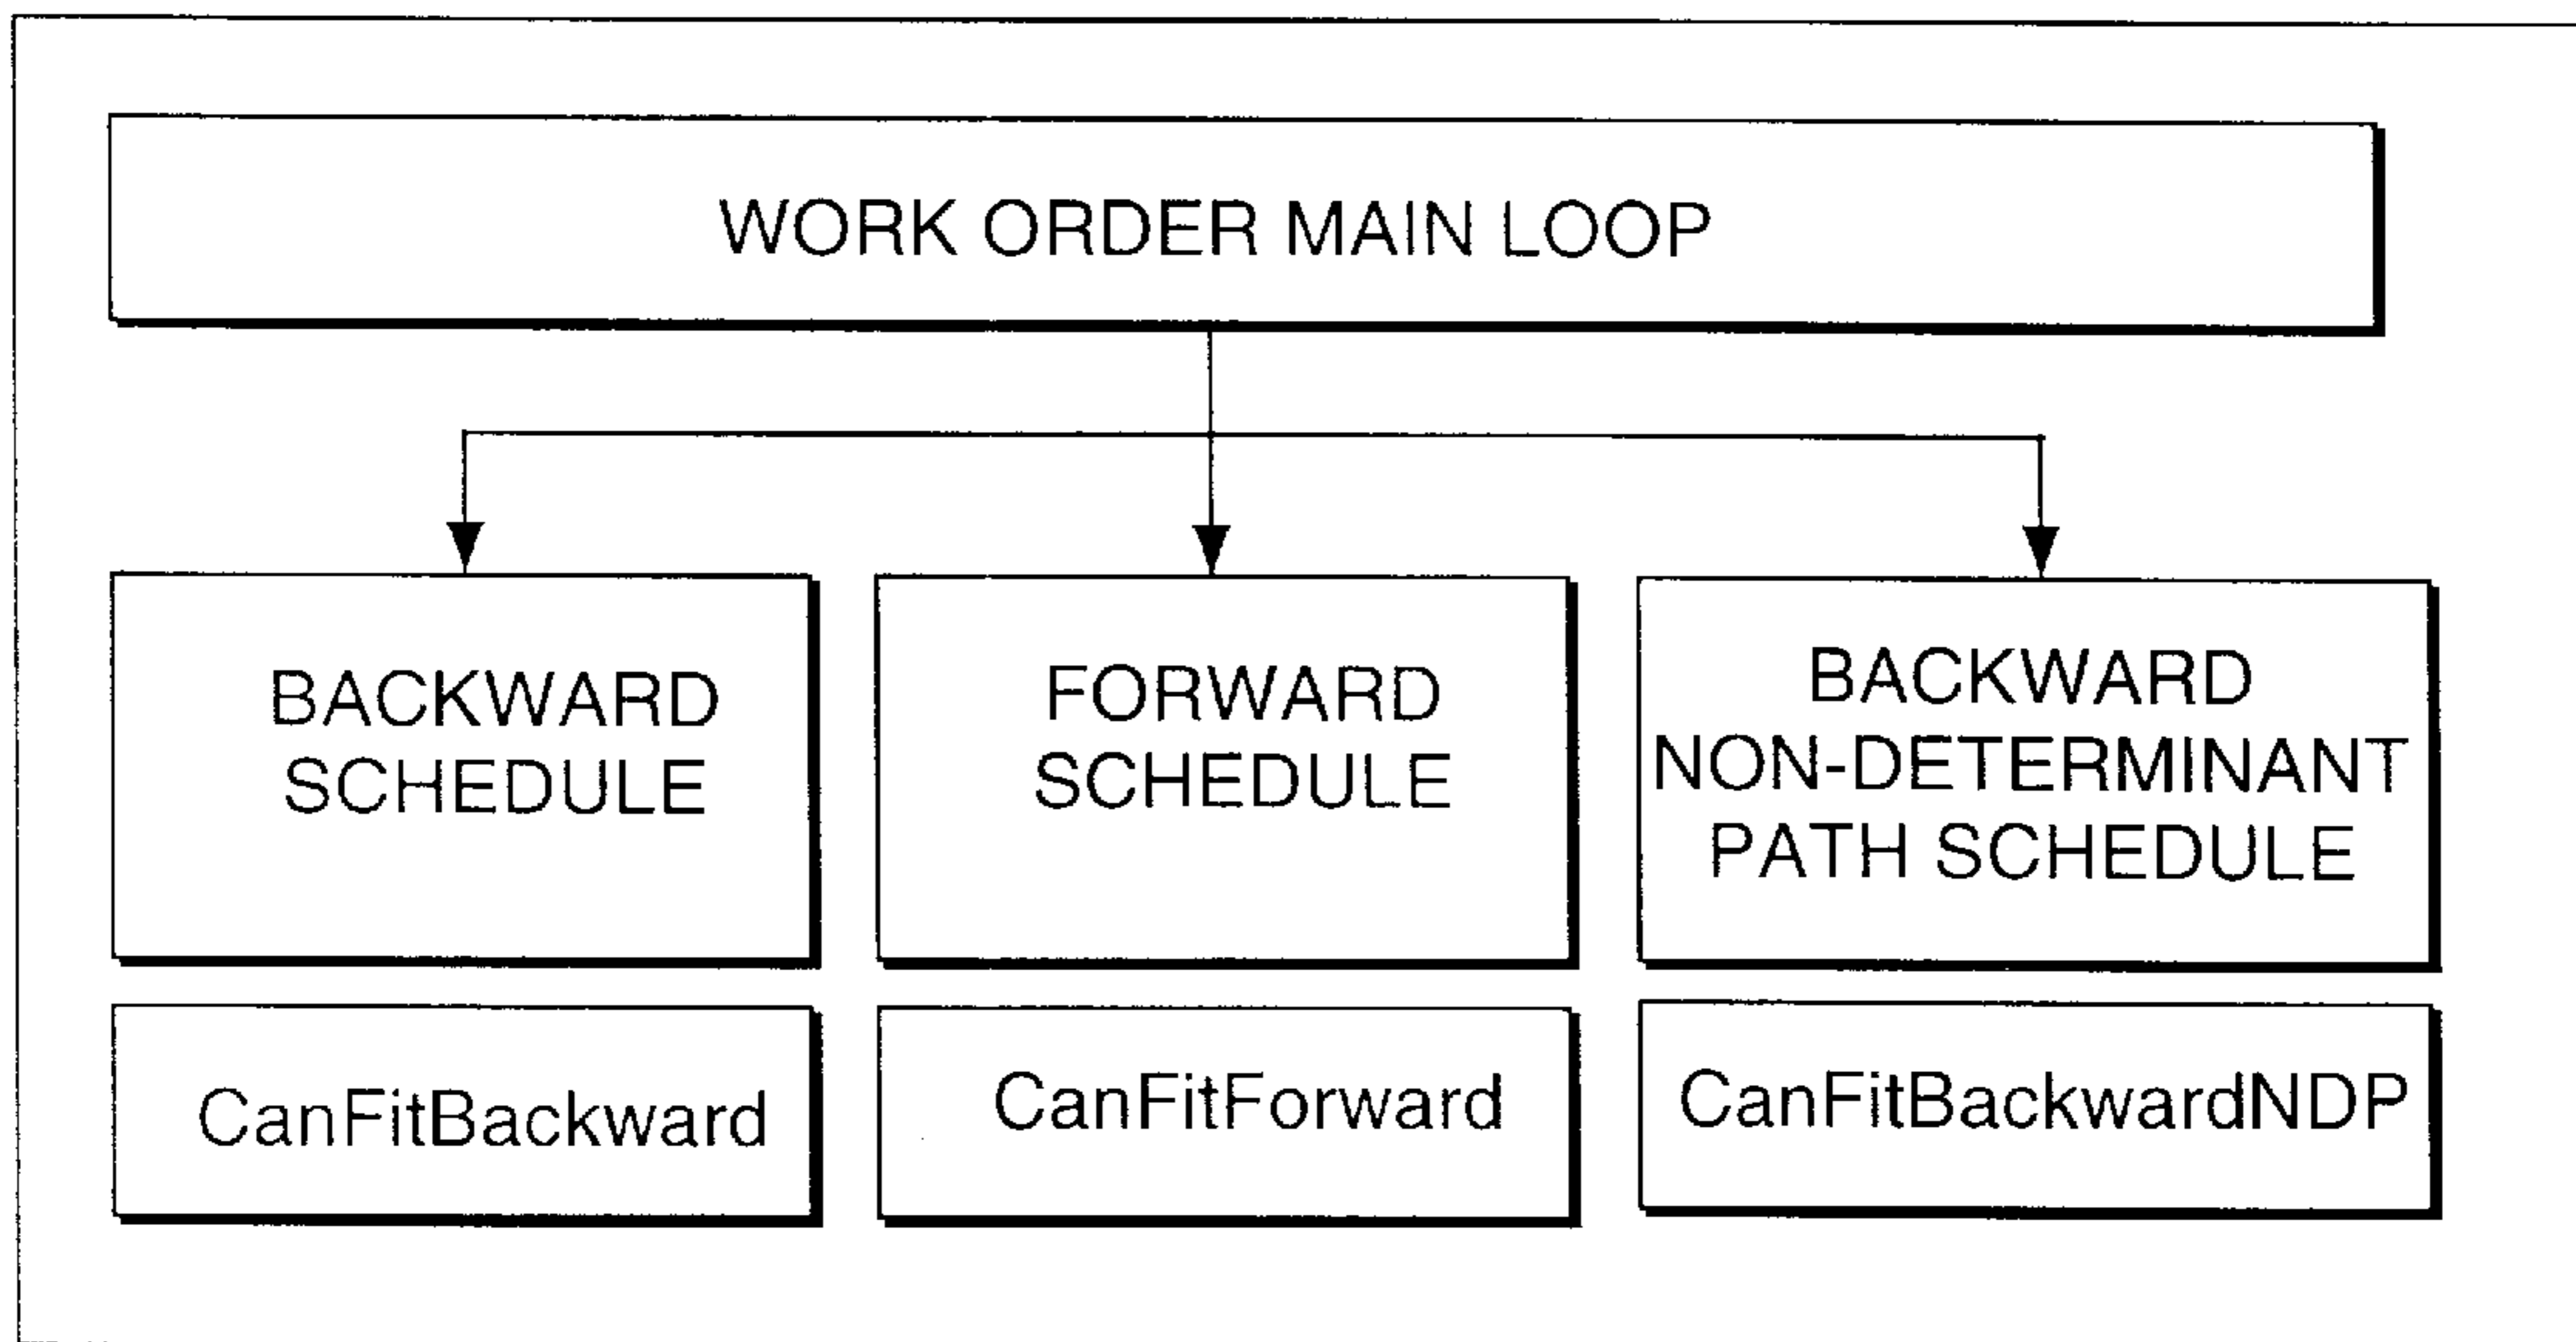 WORK ORDER MAIN LOOP
BACKWARD
SCHEDULE
FORWARD
SCHEDULE
BACKWARD
NON-DETERMINANT
PATH SCHEDULE
CanFitBackward
CanFitForward
CanFitBackwardNDP